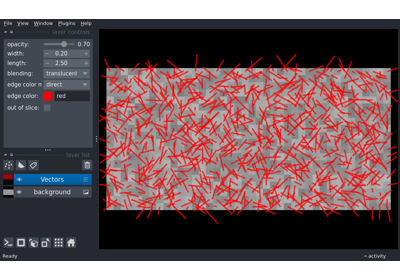 File View Window Plugins Help
layer controls
opacity: 0.70
width: 0.20
length: 2.50
blending: translucent
edge color m direct
edge color: red
out of slice:
layer list
Vectors
background
Ready
activity